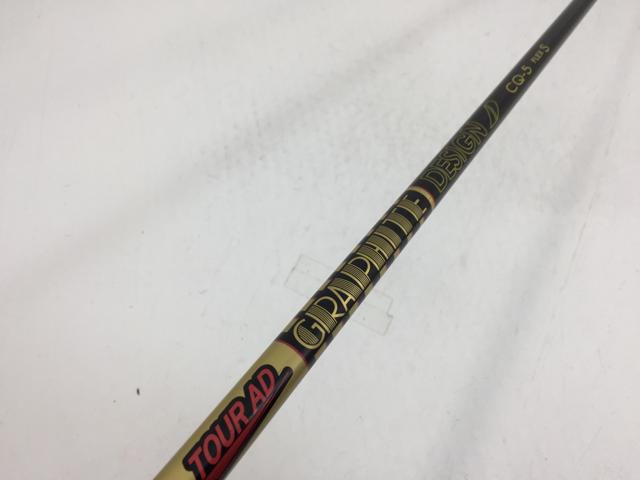 TOUR AD
GRAPHITE DESIGN
CQ-5 FLEX S